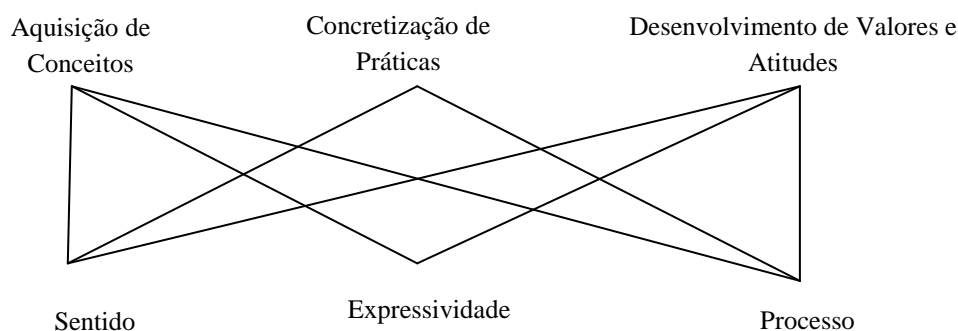 Aquisição de
Conceitos
Concretização de
Práticas
Desenvolvimento de Valores e
Atitudes
Sentido
Expressividade
Processo